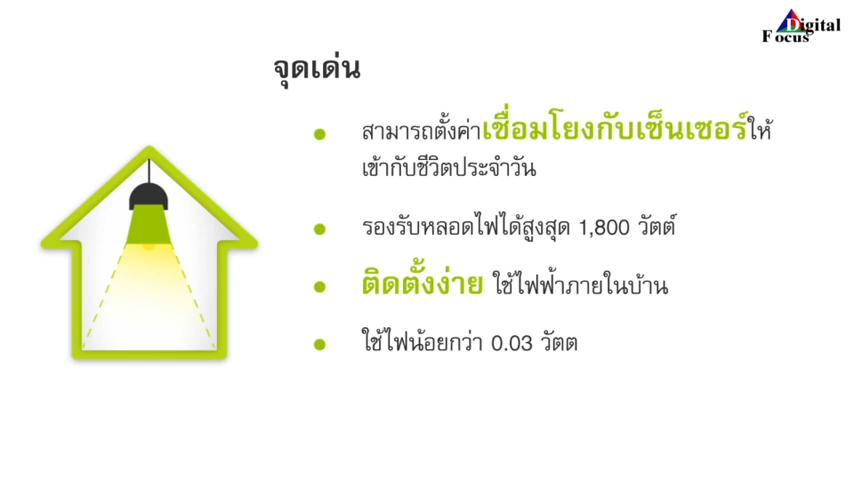 Digital
Focus
จุดเด่น
สามารถตั้งค่าเชื่อมโยงกับเซ็นเซอร์ให้
เข้ากับชีวิตประจำวัน
รองรับหลอดไฟได้สูงสุด 1,800 วัตต์
ติดตั้งง่าย ใช้ไฟฟ้าภายในบ้าน
ใช้ไฟน้อยกว่า 0.03 วัตต